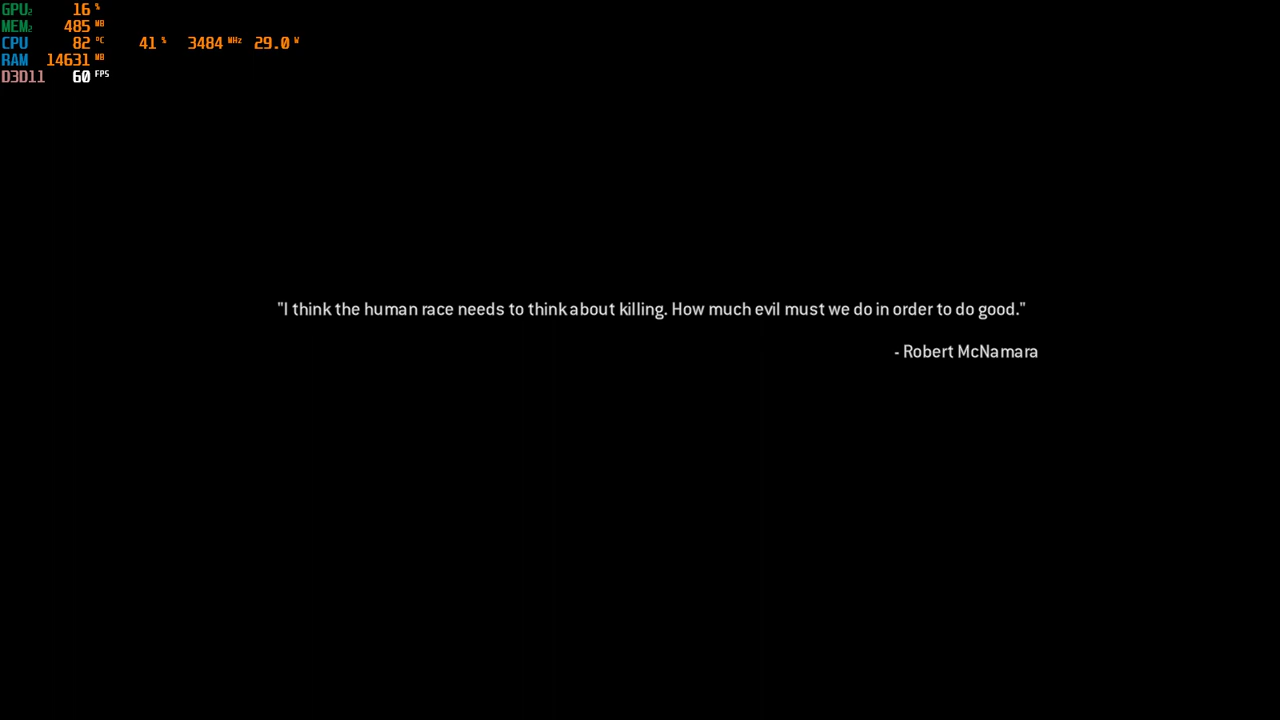 GPU2 16 %
MEM2 485 MB
CPU 82 °C 41 % 3484 MHz 29.0 W
RAM 14631 MB
D3D11 60 FPS
"I think the human race needs to think about killing. How much evil must we do in order to do good."
- Robert McNamara